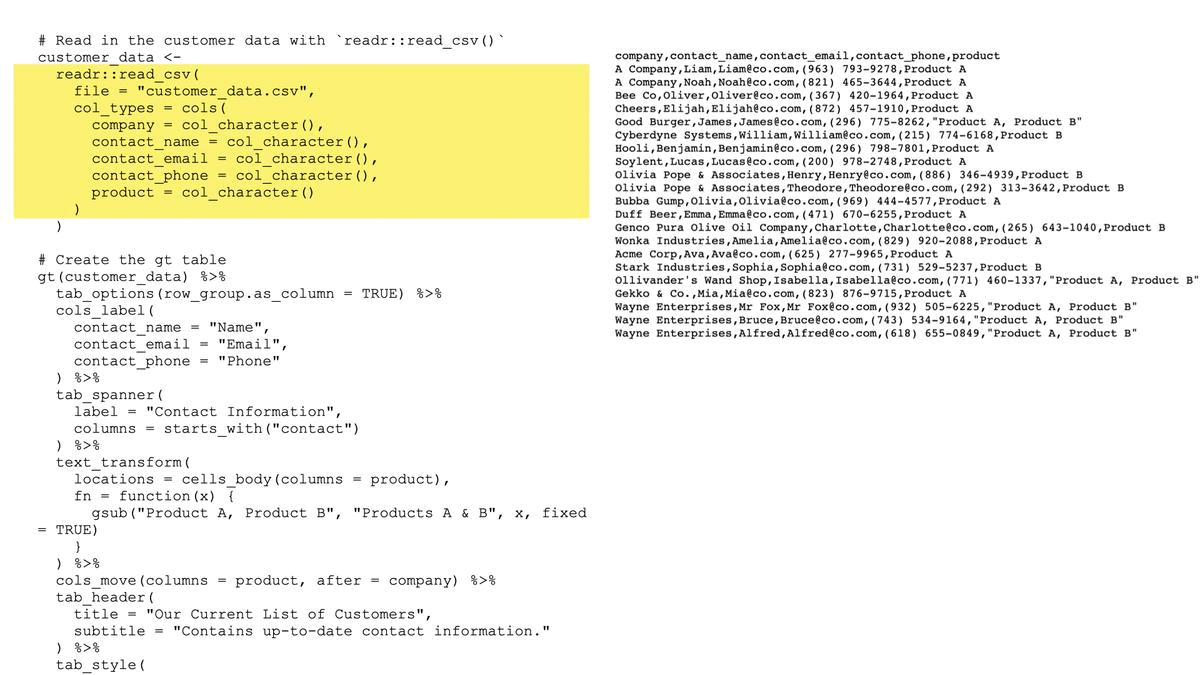 # Read in the customer data with `readr::read_csv()`
customer_data <-
  readr::read_csv(
    file = "customer_data.csv",
    col_types = cols(
      company = col_character(),
      contact_name = col_character(),
      contact_email = col_character(),
      contact_phone = col_character(),
      product = col_character()
    )
  )

# Create the gt table
gt(customer_data) %>%
  tab_options(row_group.as_column = TRUE) %>%
  cols_label(
    contact_name = "Name",
    contact_email = "Email",
    contact_phone = "Phone"
  ) %>%
  tab_spanner(
    label = "Contact Information",
    columns = starts_with("contact")
  ) %>%
  text_transform(
    locations = cells_body(columns = product),
    fn = function(x) {
      gsub("Product A, Product B", "Products A & B", x, fixed
= TRUE)
    }
  ) %>%
  cols_move(columns = product, after = company) %>%
  tab_header(
    title = "Our Current List of Customers",
    subtitle = "Contains up-to-date contact information."
  ) %>%
  tab_style(
company,contact_name,contact_email,contact_phone,product
A Company,Liam,Liam@co.com,(963) 793-9278,Product A
A Company,Noah,Noah@co.com,(821) 465-3644,Product A
Bee Co,Oliver,Oliver@co.com,(367) 420-1964,Product A
Cheers,Elijah,Elijah@co.com,(872) 457-1910,Product A
Good Burger,James,James@co.com,(296) 775-8262,"Product A, Product B"
Cyberdyne Systems,William,William@co.com,(215) 774-6168,Product B
Hooli,Benjamin,Benjamin@co.com,(296) 798-7801,Product A
Soylent,Lucas,Lucas@co.com,(200) 978-2748,Product A
Olivia Pope & Associates,Henry,Henry@co.com,(886) 346-4939,Product B
Olivia Pope & Associates,Theodore,Theodore@co.com,(292) 313-3642,Product B
Bubba Gump,Olivia,Olivia@co.com,(969) 444-4577,Product A
Duff Beer,Emma,Emma@co.com,(471) 670-6255,Product A
Genco Pura Olive Oil Company,Charlotte,Charlotte@co.com,(265) 643-1040,Product B
Wonka Industries,Amelia,Amelia@co.com,(829) 920-2088,Product A
Acme Corp,Ava,Ava@co.com,(625) 277-9965,Product A
Stark Industries,Sophia,Sophia@co.com,(731) 529-5237,Product B
Ollivander's Wand Shop,Isabella,Isabella@co.com,(771) 460-1337,"Product A, Product B"
Gekko & Co.,Mia,Mia@co.com,(823) 876-9715,Product A
Wayne Enterprises,Mr Fox,Mr Fox@co.com,(932) 505-6225,"Product A, Product B"
Wayne Enterprises,Bruce,Bruce@co.com,(743) 534-9164,"Product A, Product B"
Wayne Enterprises,Alfred,Alfred@co.com,(618) 655-0849,"Product A, Product B"